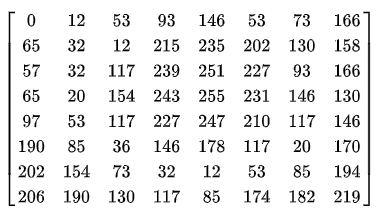 0 12 53 93 146 53 73 166
65 32 12 215 235 202 130 158
57 32 117 239 251 227 93 166
65 20 154 243 255 231 146 130
97 53 117 227 247 210 117 146
190 85 36 146 178 117 20 170
202 154 73 32 12 53 85 194
206 190 130 117 85 174 182 219